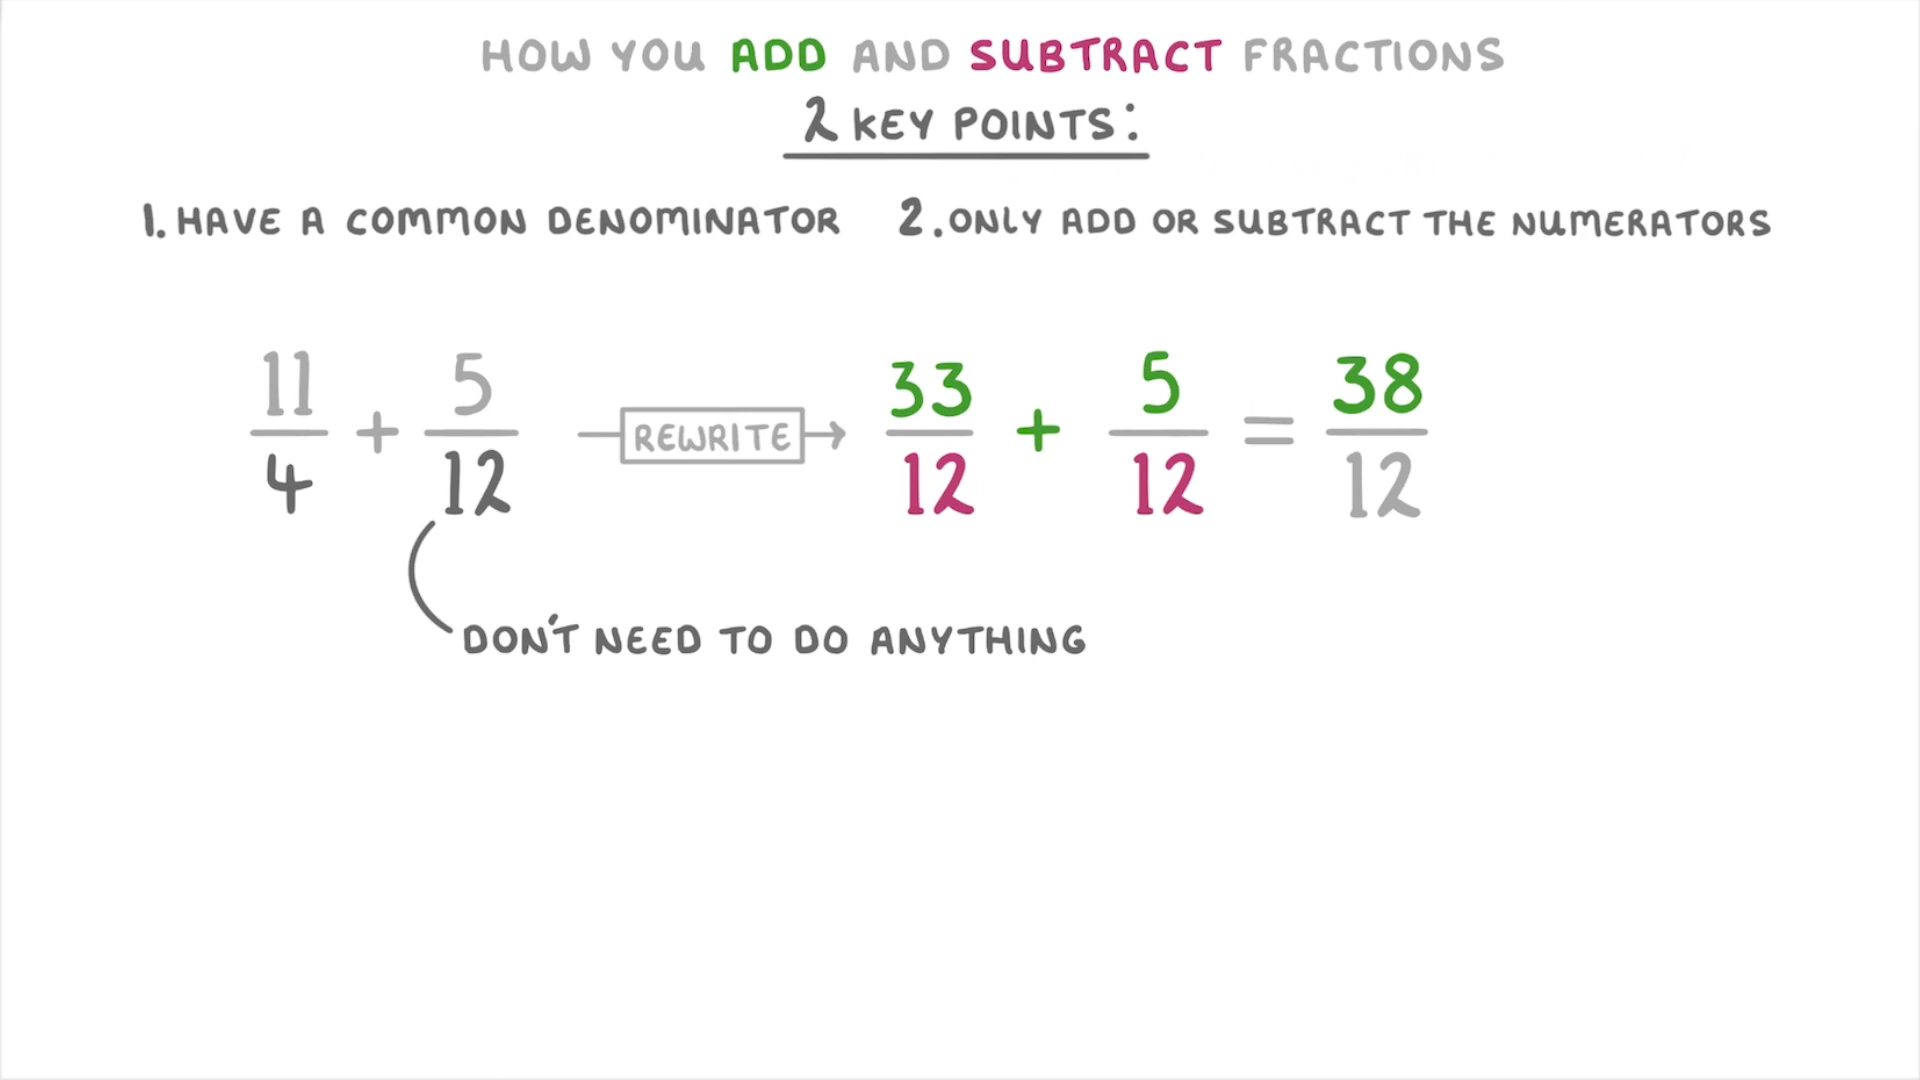 HOW YOU ADD AND SUBTRACT FRACTIONS
2 KEY POINTS:
1. HAVE A COMMON DENOMINATOR 2. ONLY ADD OR SUBTRACT THE NUMERATORS
11/4 + 5/12 REWRITE 33/12 + 5/12 = 38/12
DON'T NEED TO DO ANYTHING